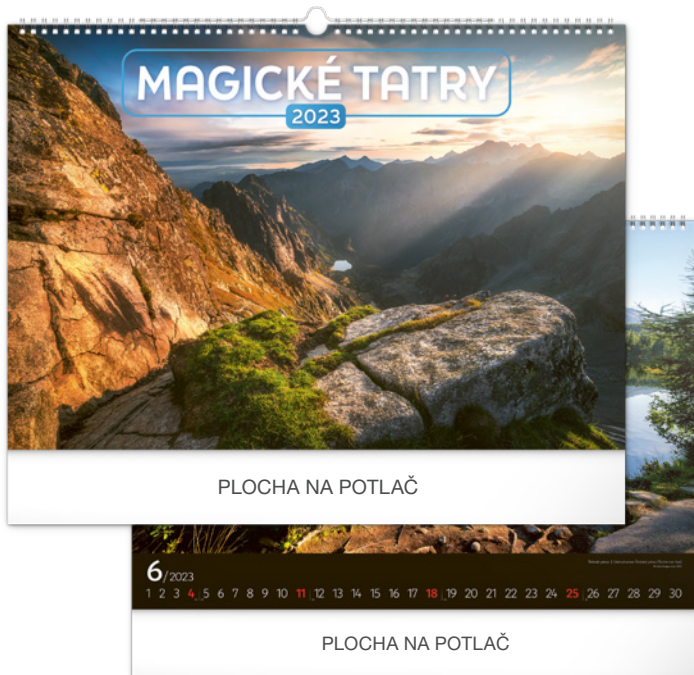 MAGICKÉ TATRY
2023
PLOCHA NA POTLAČ
6/2023
1 2 3 4 5 6 7 8 9 10 11 12 13 14 15 16 17 18 19 20 21 22 23 24 25 26 27 28 29 30
PLOCHA NA POTLAČ